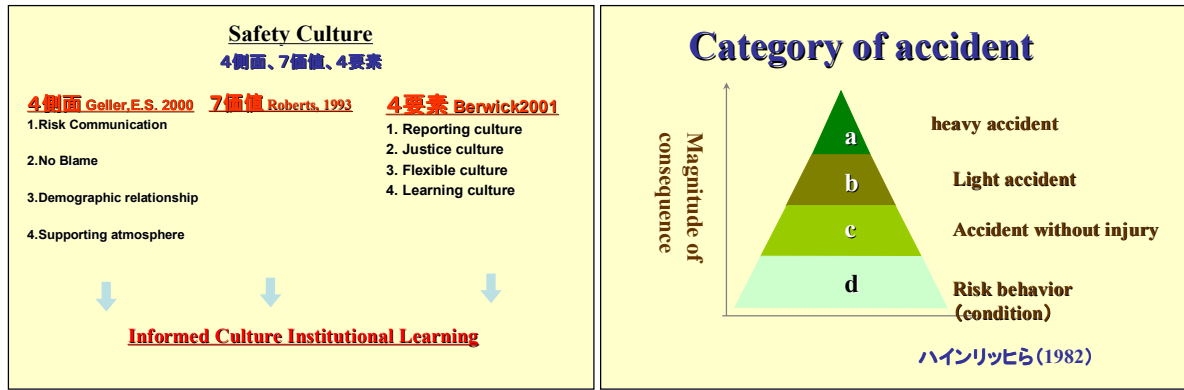 Safety Culture
4側面、7価値、4要素
4側面 Geller,E.S. 2000
1.Risk Communication
2.No Blame
3.Demographic relationship
4.Supporting atmosphere
7価値 Roberts, 1993
4要素 Berwick2001
1. Reporting culture
2. Justice culture
3. Flexible culture
4. Learning culture
Informed Culture Institutional Learning
Category of accident
Magnitude of
consequence
a
heavy accident
b
Light accident
c
Accident without injury
d
Risk behavior
（condition）
ハインリッヒら（1982）